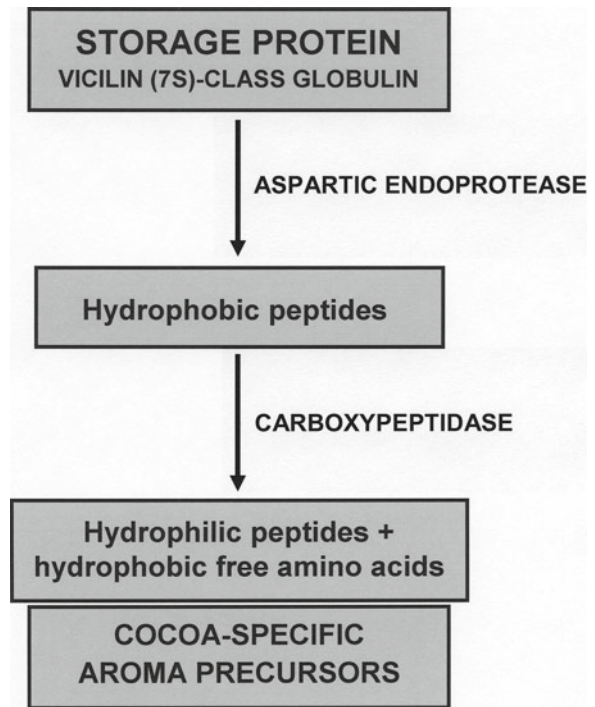 STORAGE PROTEIN
VICILIN (7S)-CLASS GLOBULIN
ASPARTIC ENDOPROTEASE
Hydrophobic peptides
CARBOXYPEPTIDASE
Hydrophilic peptides +
hydrophobic free amino acids
COCOA-SPECIFIC
AROMA PRECURSORS